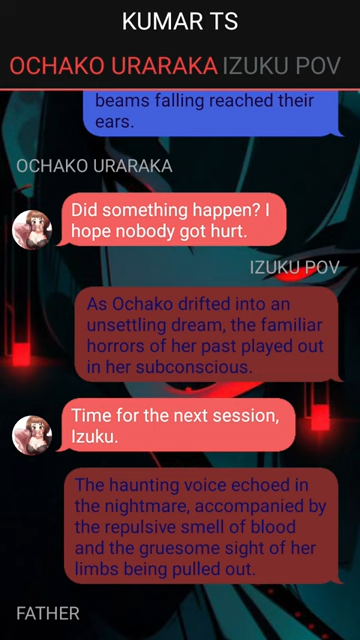 KUMAR TS
OCHAKO URARAKA IZUKU POV
beams falling reached their
ears.
OCHAKO URARAKA
Did something happen? I
hope nobody got hurt.
IZUKU POV
As Ochako drifted into an
unsettling dream, the familiar
horrors of her past played out
in her subconscious.
Time for the next session,
Izuku.
The haunting voice echoed in
the nightmare, accompanied by
the repulsive smell of blood
and the gruesome sight of her
limbs being pulled out.
FATHER